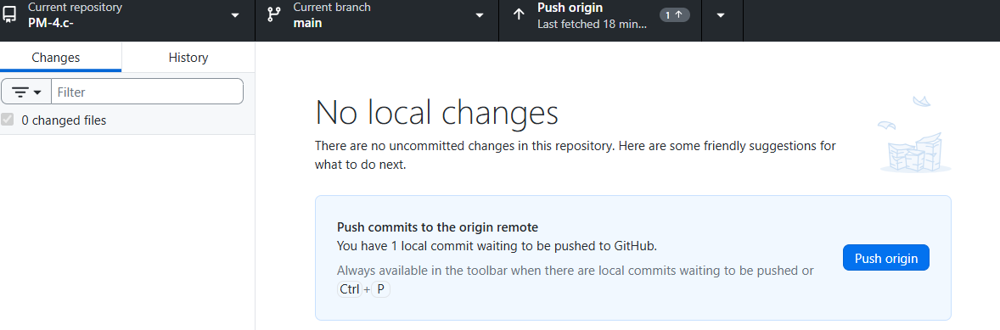 Current repository
PM-4.c-
Current branch
main
Push origin
Last fetched 18 min...
1
Changes
History
Filter
0 changed files
No local changes
There are no uncommitted changes in this repository. Here are some friendly suggestions for
what to do next.
Push commits to the origin remote
You have 1 local commit waiting to be pushed to GitHub.
Always available in the toolbar when there are local commits waiting to be pushed or
Ctrl + P
Push origin